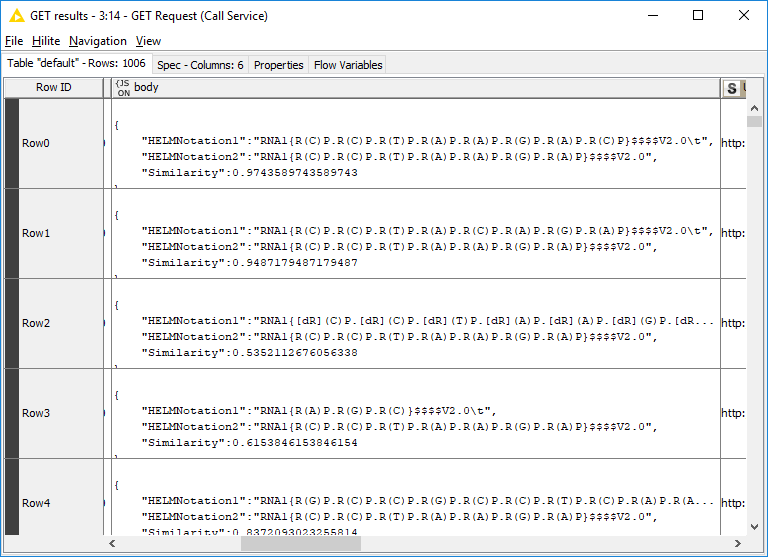 GET results - 3:14 - GET Request (Call Service)
File Hilite Navigation View
Table "default" - Rows: 1006 Spec - Columns: 6 Properties Flow Variables
Row ID {JS ON body S
Row0
{
"HELMNotation1":"RNA1{R(C)P.R(C)P.R(T)P.R(A)P.R(A)P.R(G)P.R(A)P.R(C)P}$$$$V2.0\t",
"HELMNotation2":"RNA1{R(C)P.R(C)P.R(T)P.R(A)P.R(A)P.R(G)P.R(A)P}$$$$V2.0",
"Similarity":0.9743589743589743
http:
Row1
{
"HELMNotation1":"RNA1{R(C)P.R(C)P.R(T)P.R(A)P.R(C)P.R(A)P.R(G)P.R(A)P}$$$$V2.0\t",
"HELMNotation2":"RNA1{R(C)P.R(C)P.R(T)P.R(A)P.R(A)P.R(G)P.R(A)P}$$$$V2.0",
"Similarity":0.9487179487179487
http:
Row2
{
"HELMNotation1":"RNA1{[dR](C)P.[dR](C)P.[dR](T)P.[dR](A)P.[dR](A)P.[dR](G)P.[dR...
"HELMNotation2":"RNA1{R(C)P.R(C)P.R(T)P.R(A)P.R(A)P.R(G)P.R(A)P}$$$$V2.0",
"Similarity":0.5352112676056338
http:
Row3
{
"HELMNotation1":"RNA1{R(A)P.R(G)P.R(C)}$$$$V2.0\t",
"HELMNotation2":"RNA1{R(C)P.R(C)P.R(T)P.R(A)P.R(A)P.R(G)P.R(A)P}$$$$V2.0",
"Similarity":0.6153846153846154
http:
Row4
{
"HELMNotation1":"RNA1{R(G)P.R(C)P.R(C)P.R(G)P.R(C)P.R(C)P.R(T)P.R(C)P.R(A)P.R(A...
"HELMNotation2":"RNA1{R(C)P.R(C)P.R(T)P.R(A)P.R(A)P.R(G)P.R(A)P}$$$$V2.0",
"Similarity":0.8372093023255814
http: